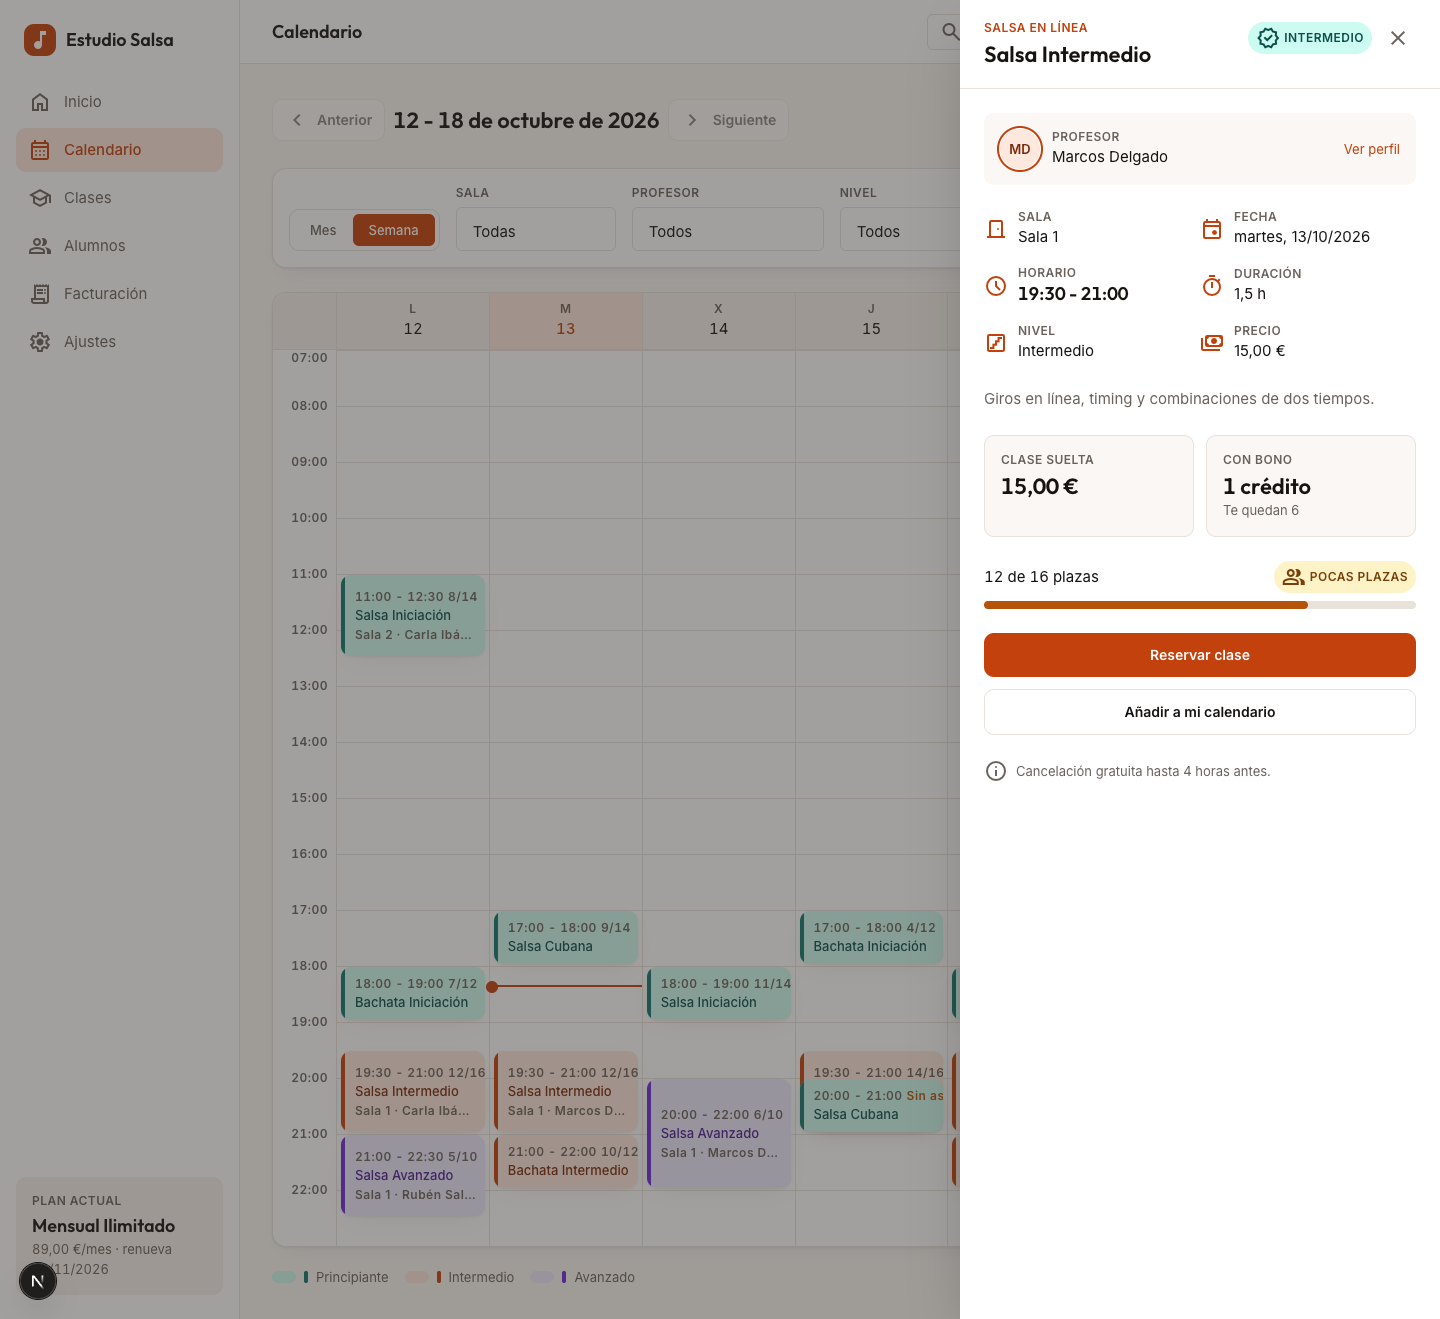 Estudio Salsa
Inicio
Calendario
Clases
Alumnos
Facturación
Ajustes
PLAN ACTUAL
Mensual Ilimitado
89,00 €/mes · renueva
/11/2026
N
Calendario
Anterior
12 - 18 de octubre de 2026
Siguiente
Mes
Semana
SALA
Todas
PROFESOR
Todos
NIVEL
Todos
L
12
M
13
X
14
J
15
07:00
08:00
09:00
10:00
11:00
12:00
13:00
14:00
15:00
16:00
17:00
18:00
19:00
20:00
21:00
22:00
11:00 - 12:30 8/14
Salsa Iniciación
Sala 2 · Carla Ibá...
18:00 - 19:00 7/12
Bachata Iniciación
19:30 - 21:00 12/16
Salsa Intermedio
Sala 1 · Carla Ibá...
21:00 - 22:30 5/10
Salsa Avanzado
Sala 1 · Rubén Sal...
17:00 - 18:00 9/14
Salsa Cubana
19:30 - 21:00 12/16
Salsa Intermedio
Sala 1 · Marcos D...
21:00 - 22:00 10/12
Bachata Intermedio
18:00 - 19:00 11/14
Salsa Iniciación
20:00 - 22:00 6/10
Salsa Avanzado
Sala 1 · Marcos D...
17:00 - 18:00 4/12
Bachata Iniciación
19:30 - 21:00 14/16
20:00 - 21:00 Sin as
Salsa Cubana
Principiante
Intermedio
Avanzado
SALSA EN LÍNEA
Salsa Intermedio
INTERMEDIO
MD
PROFESOR
Marcos Delgado
Ver perfil
SALA
Sala 1
FECHA
martes, 13/10/2026
HORARIO
19:30 - 21:00
DURACIÓN
1,5 h
NIVEL
Intermedio
PRECIO
15,00 €
Giros en línea, timing y combinaciones de dos tiempos.
CLASE SUELTA
15,00 €
CON BONO
1 crédito
Te quedan 6
12 de 16 plazas
POCAS PLAZAS
Reservar clase
Añadir a mi calendario
Cancelación gratuita hasta 4 horas antes.